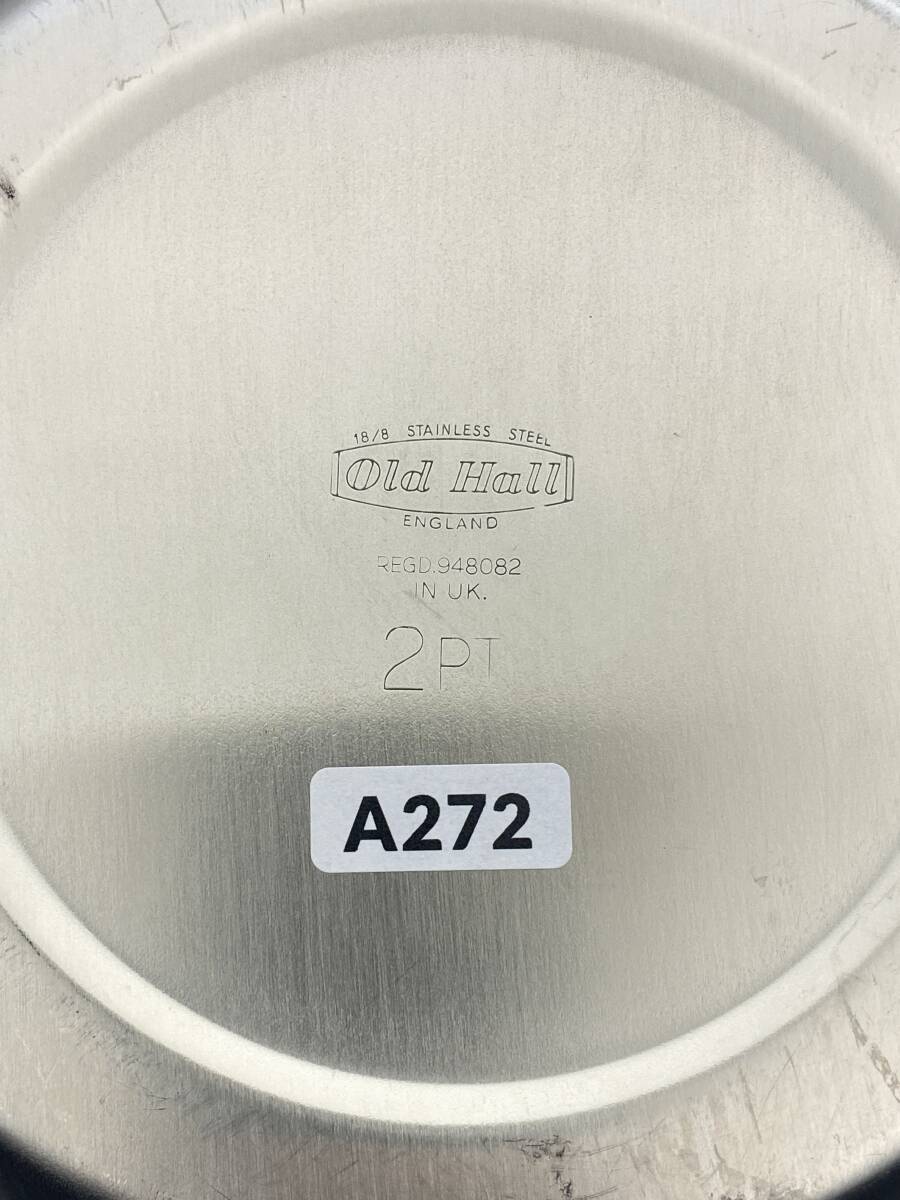 18/8 STAINLESS STEEL
Old Hall
ENGLAND
REGD.948082
IN UK.
2PT
A272